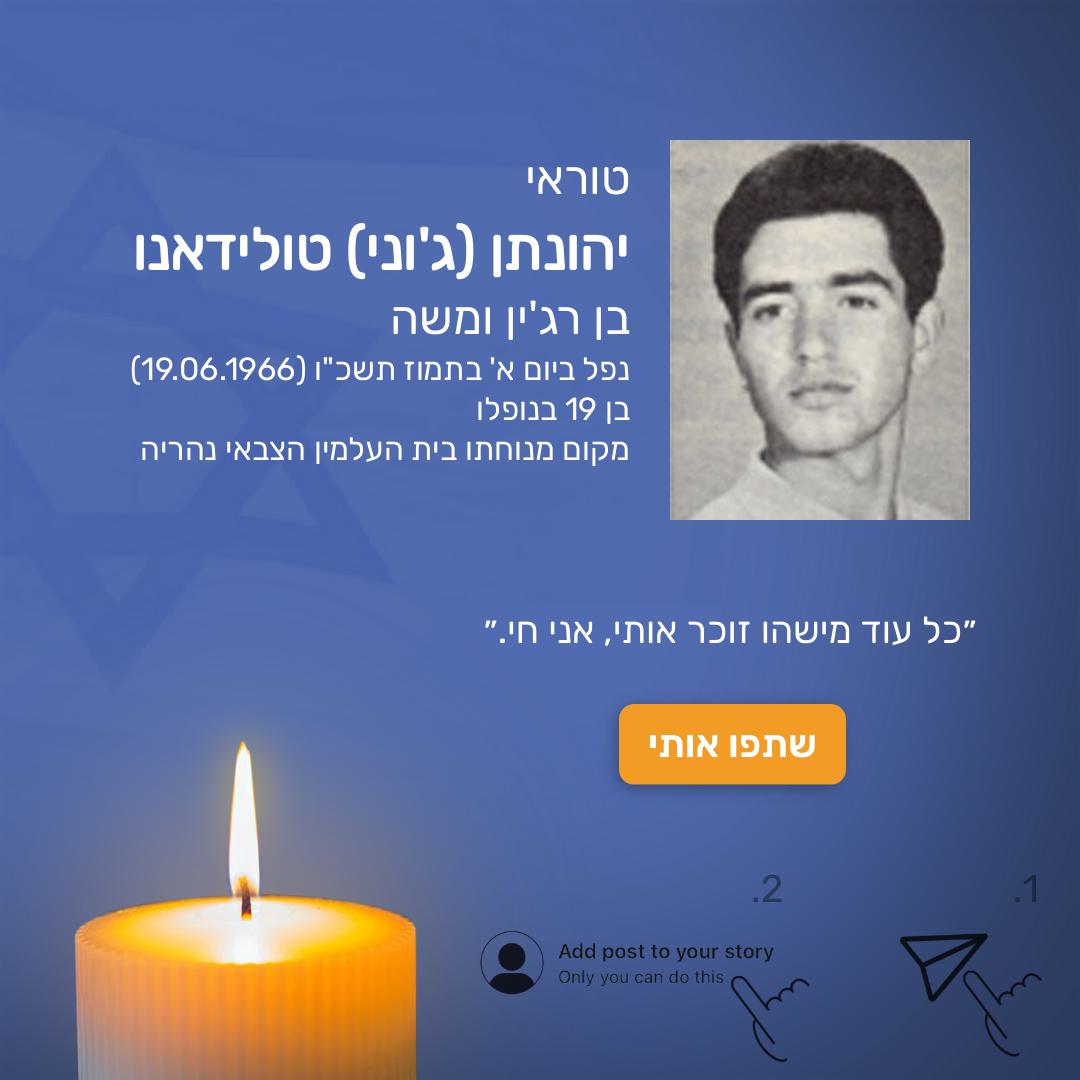 טוראי
יהונתן (ג'וני) טולידאנו
בן רג'ין ומשה
נפל ביום א' בתמוז תשכ"ו (19.06.1966)
בן 19 בנופלו
מקום מנוחתו בית העלמין הצבאי נהריה
״כל עוד מישהו זוכר אותי, אני חי.״
שתפו אותי
.1
.2
Add post to your story
Only you can do this